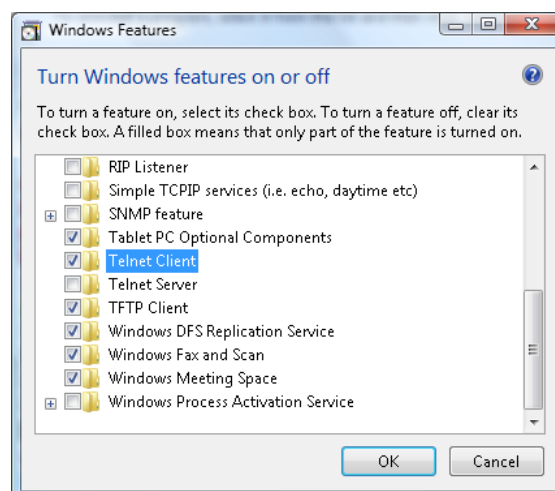 Windows Features
Turn Windows features on or off
To turn a feature on, select its check box. To turn a feature off, clear its
check box. A filled box means that only part of the feature is turned on.
RIP Listener
Simple TCPIP services (i.e. echo, daytime etc)
SNMP feature
Tablet PC Optional Components
Telnet Client
Telnet Server
TFTP Client
Windows DFS Replication Service
Windows Fax and Scan
Windows Meeting Space
Windows Process Activation Service
OK Cancel